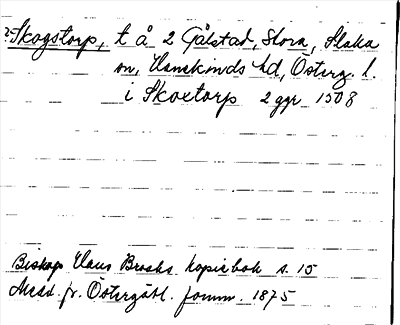 ?Skogstorp, t å 2 Gålstad, Stora, Slaka
sn, Hanekinds hd, Österg. l.
i Skoxtorp 2 ggr 1508
Biskop Hans Brasks kopiebok s. 15
Medd. fr. Östergötl. fornm. 1875